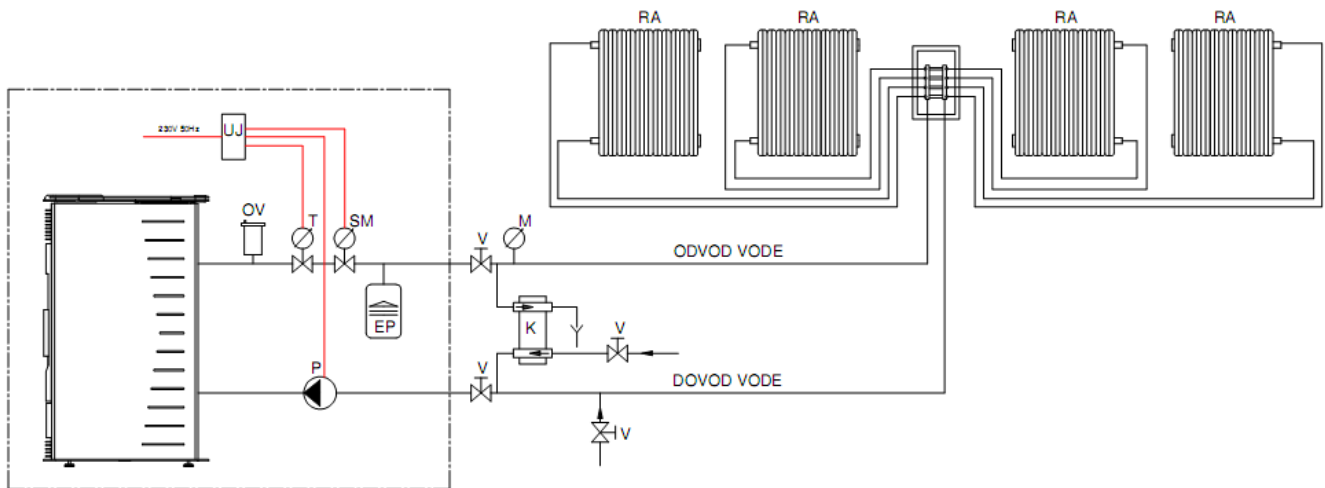 RA
RA
RA
RA
230V 50Hz
UJ
OV
T
SM
V
M
ODVOD VODE
EP
K
V
P
V
DOVOD VODE
V